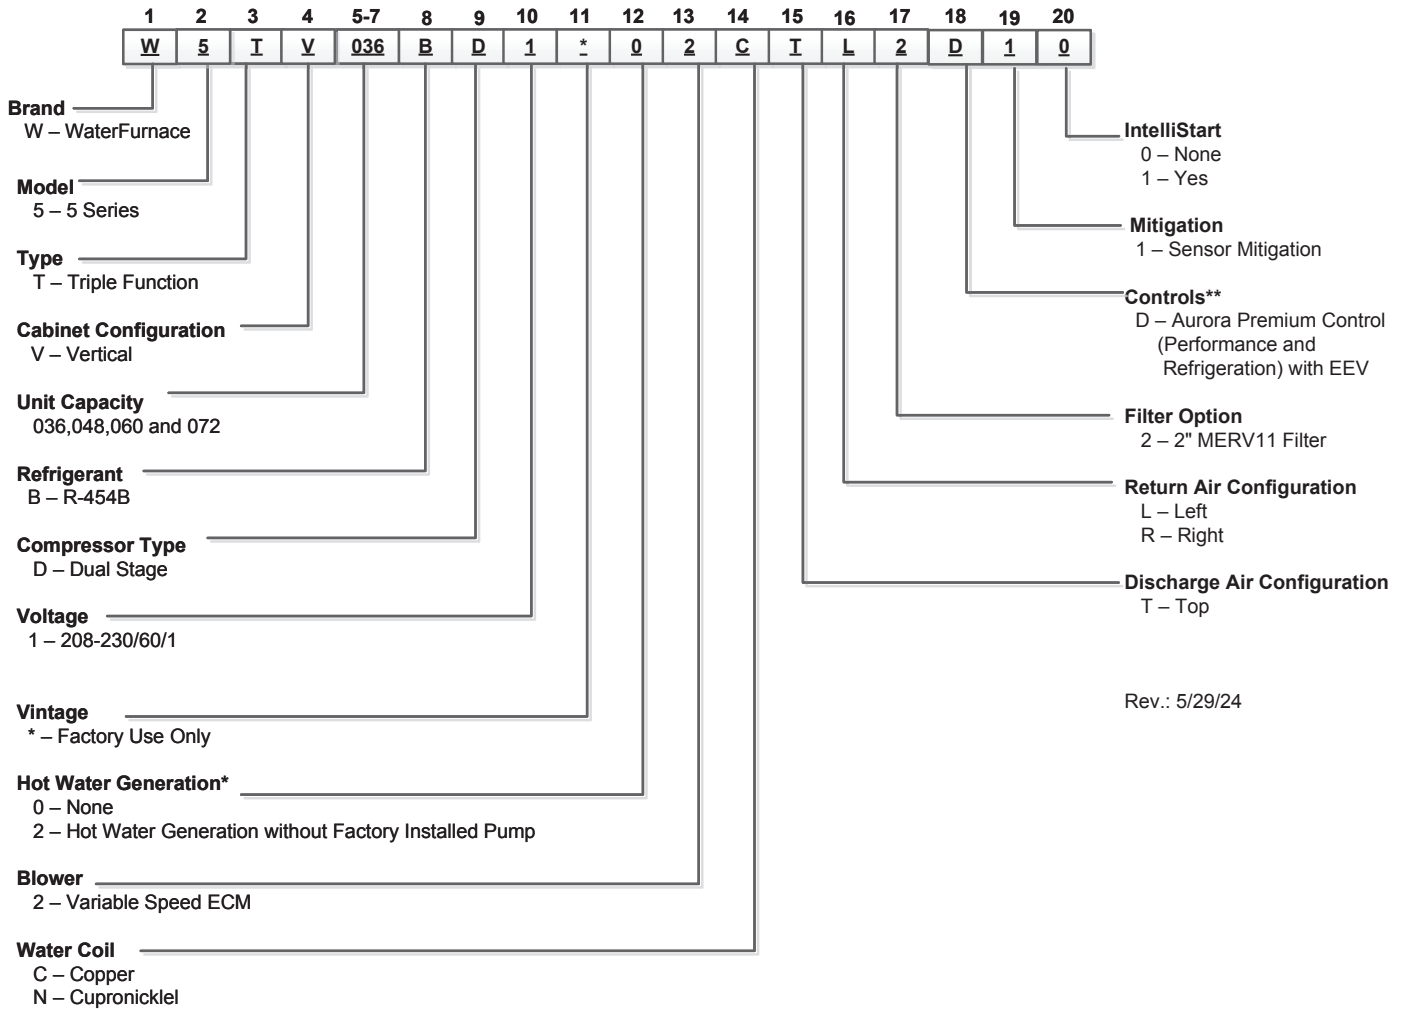 1 2 3 4 5-7 8 9 10 11 12 13 14 15 16 17 18 19 20
W 5 T V 036 B D 1 * 0 2 C T L 2 D 1 0
Brand
W – WaterFurnace
Model
5 – 5 Series
Type
T – Triple Function
Cabinet Configuration
V – Vertical
Unit Capacity
036,048,060 and 072
Refrigerant
B – R-454B
Compressor Type
D – Dual Stage
Voltage
1 – 208-230/60/1
Vintage
* – Factory Use Only
Hot Water Generation*
0 – None
2 – Hot Water Generation without Factory Installed Pump
Blower
2 – Variable Speed ECM
Water Coil
C – Copper
N – Cupronicklel
IntelliStart
0 – None
1 – Yes
Mitigation
1 – Sensor Mitigation
Controls**
D – Aurora Premium Control
(Performance and
Refrigeration) with EEV
Filter Option
2 – 2" MERV11 Filter
Return Air Configuration
L – Left
R – Right
Discharge Air Configuration
T – Top
Rev.: 5/29/24